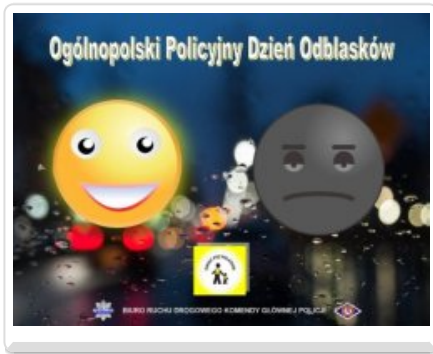 Ogólnopolski Policyjny Dzień Odblasków
BIURO RUCHU DROGOWEGO KOMENDY GŁÓWNEJ POLICJI